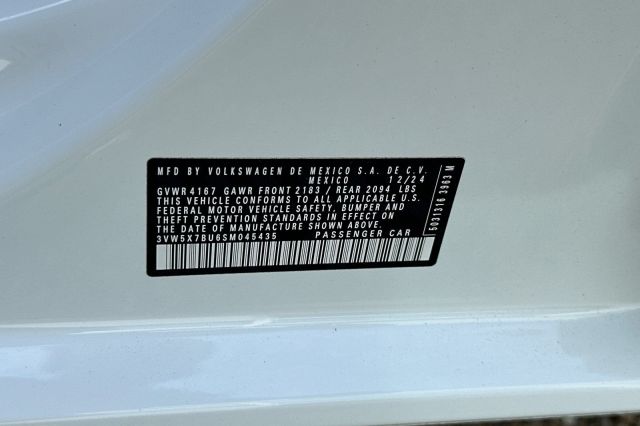 MFD BY VOLKSWAGEN DE MEXICO S.A. DE C.V.
MEXICO 12/24
GVWR 4167 GAWR FRONT 2183 / REAR 2094 LBS
THIS VEHICLE CONFORMS TO ALL APPLICABLE U.S.
FEDERAL MOTOR VEHICLE SAFETY, BUMPER AND
THEFT PREVENTION STANDARDS IN EFFECT ON
THE DATE OF MANUFACTURE SHOWN ABOVE.
3VW5X7BU6SM045435 PASSENGER CAR
5031316 3963 M